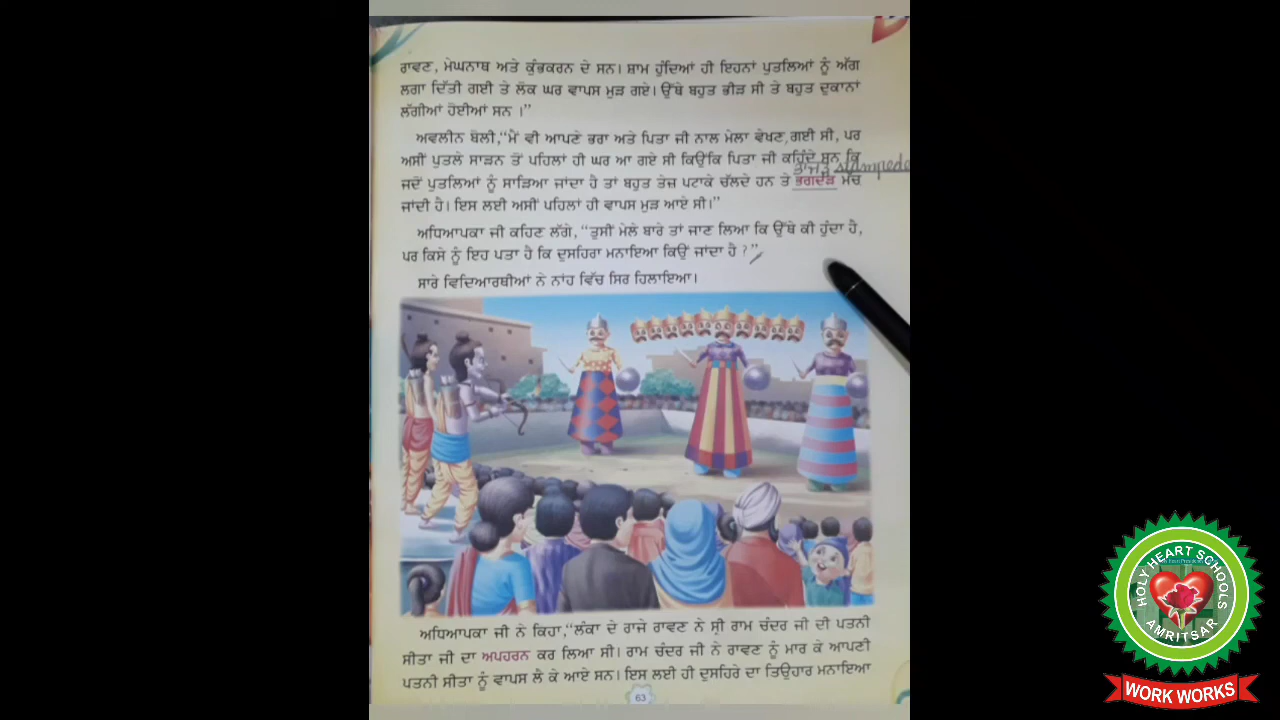 ਰਾਵਣ, ਮੇਘਨਾਥ ਅਤੇ ਕੁੰਭਕਰਨ ਦੇ ਸਨ। ਸ਼ਾਮ ਹੁੰਦਿਆਂ ਹੀ ਇਹਨਾਂ ਪੁਤਲਿਆਂ ਨੂੰ ਅੱਗ
ਲਗਾ ਦਿੱਤੀ ਗਈ ਤੇ ਲੋਕ ਘਰ ਵਾਪਸ ਮੁੜ ਗਏ। ਉੱਥੇ ਬਹੁਤ ਭੀੜ ਸੀ ਤੇ ਬਹੁਤ ਦੁਕਾਨਾਂ
ਲੱਗੀਆਂ ਹੋਈਆਂ ਸਨ।”
ਅਵਲੀਨ ਬੋਲੀ,“ਮੈਂ ਵੀ ਆਪਣੇ ਭਰਾ ਅਤੇ ਪਿਤਾ ਜੀ ਨਾਲ ਮੇਲਾ ਵੇਖਣ ਗਈ ਸੀ, ਪਰ
ਅਸੀਂ ਪੁਤਲੇ ਸਾੜਨ ਤੋਂ ਪਹਿਲਾਂ ਹੀ ਘਰ ਆ ਗਏ ਸੀ ਕਿਉਂਕਿ ਪਿਤਾ ਜੀ ਕਹਿੰਦੇ ਸਨ ਕਿ
stampede
ਜਦੋਂ ਪੁਤਲਿਆਂ ਨੂੰ ਸਾੜਿਆ ਜਾਂਦਾ ਹੈ ਤਾਂ ਬਹੁਤ ਤੇਜ਼ ਪਟਾਕੇ ਚੱਲਦੇ ਹਨ ਤੇ ਭਗਦੜ ਮੱਚ
ਜਾਂਦੀ ਹੈ। ਇਸ ਲਈ ਅਸੀਂ ਪਹਿਲਾਂ ਹੀ ਵਾਪਸ ਮੁੜ ਆਏ ਸੀ।”
ਅਧਿਆਪਕਾ ਜੀ ਕਹਿਣ ਲੱਗੇ, “ਤੁਸੀਂ ਮੇਲੇ ਬਾਰੇ ਤਾਂ ਜਾਣ ਲਿਆ ਕਿ ਉੱਥੇ ਕੀ ਹੁੰਦਾ ਹੈ,
ਪਰ ਕਿਸੇ ਨੂੰ ਇਹ ਪਤਾ ਹੈ ਕਿ ਦੁਸਹਿਰਾ ਮਨਾਇਆ ਕਿਉਂ ਜਾਂਦਾ ਹੈ ?”
ਸਾਰੇ ਵਿਦਿਆਰਥੀਆਂ ਨੇ ਨਾਂਹ ਵਿੱਚ ਸਿਰ ਹਿਲਾਇਆ।
ਅਧਿਆਪਕਾ ਜੀ ਨੇ ਕਿਹਾ,“ਲੰਕਾ ਦੇ ਰਾਜੇ ਰਾਵਣ ਨੇ ਸ੍ਰੀ ਰਾਮ ਚੰਦਰ ਜੀ ਦੀ ਪਤਨੀ
ਸੀਤਾ ਜੀ ਦਾ ਅਪਹਰਨ ਕਰ ਲਿਆ ਸੀ। ਰਾਮ ਚੰਦਰ ਜੀ ਨੇ ਰਾਵਣ ਨੂੰ ਮਾਰ ਕੇ ਆਪਣੀ
ਪਤਨੀ ਸੀਤਾ ਨੂੰ ਵਾਪਸ ਲੈ ਕੇ ਆਏ ਸਨ। ਇਸ ਲਈ ਹੀ ਦੁਸਹਿਰੇ ਦਾ ਤਿਉਹਾਰ ਮਨਾਇਆ
63
HOLY HEART SCHOOLS
AMRITSAR
WORK WORKS